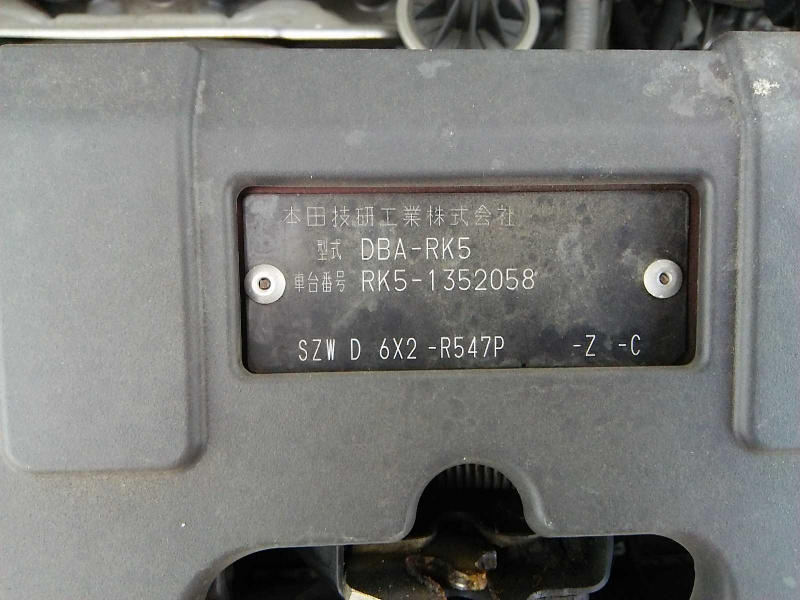 本田技研工業株式会社
型式 DBA-RK5
車台番号 RK5-1352058
SZW D 6X2 -R547P -Z -C